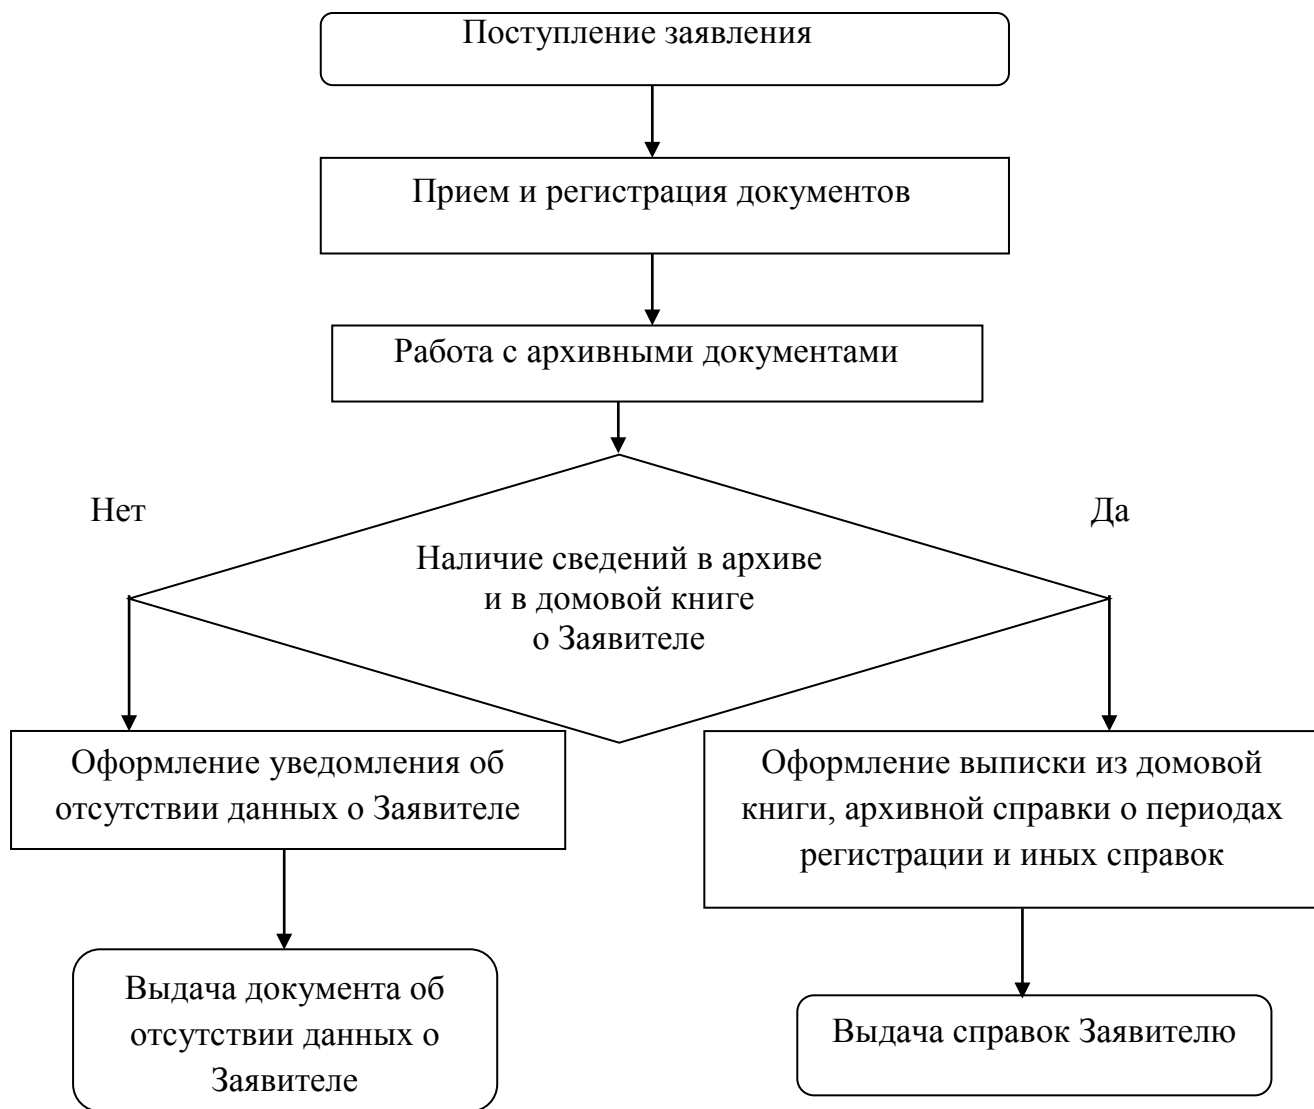 Поступление заявления
Прием и регистрация документов
Работа с архивными документами
Нет
Да
Наличие сведений в архиве
и в домовой книге
о Заявителе
Оформление уведомления об
отсутствии данных о Заявителе
Оформление выписки из домовой
книги, архивной справки о периодах
регистрации и иных справок
Выдача документа об
отсутствии данных о
Заявителе
Выдача справок Заявителю